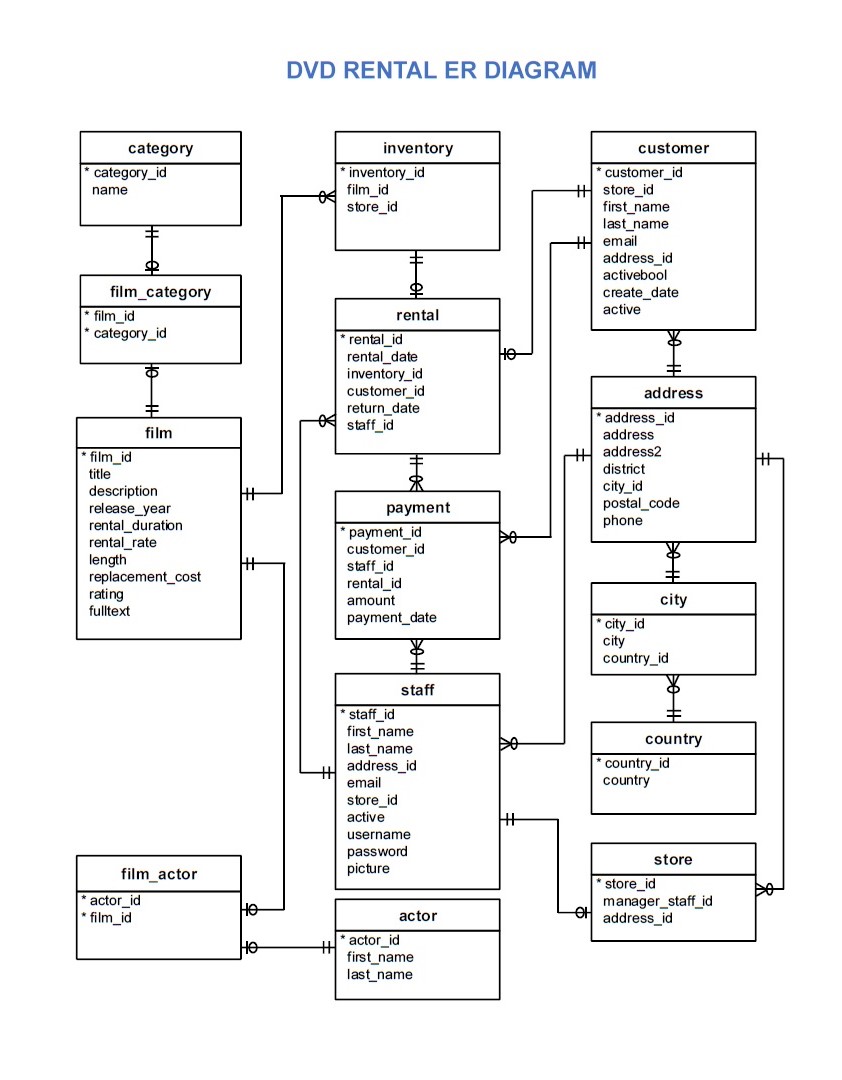 DVD RENTAL ER DIAGRAM
category
* category_id
name
film_category
* film_id
* category_id
film
* film_id
title
description
release_year
rental_duration
rental_rate
length
replacement_cost
rating
fulltext
film_actor
* actor_id
* film_id
inventory
* inventory_id
film_id
store_id
rental
* rental_id
rental_date
inventory_id
customer_id
return_date
staff_id
payment
* payment_id
customer_id
staff_id
rental_id
amount
payment_date
staff
* staff_id
first_name
last_name
address_id
email
store_id
active
username
password
picture
actor
* actor_id
first_name
last_name
customer
* customer_id
store_id
first_name
last_name
email
address_id
activebool
create_date
active
address
* address_id
address
address2
district
city_id
postal_code
phone
city
* city_id
city
country_id
country
* country_id
country
store
* store_id
manager_staff_id
address_id